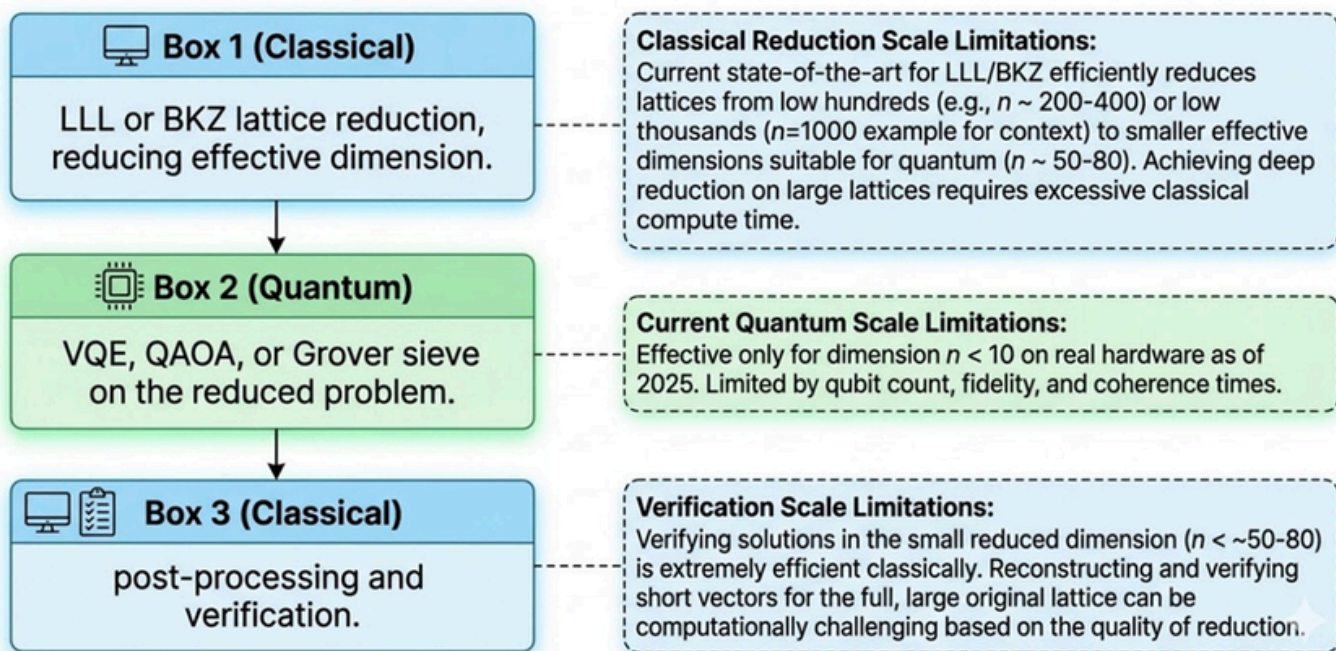 Box 1 (Classical)
LLL or BKZ lattice reduction,
reducing effective dimension.
Classical Reduction Scale Limitations:
Current state-of-the-art for LLL/BKZ efficiently reduces
lattices from low hundreds (e.g., n ~ 200-400) or low
thousands (n=1000 example for context) to smaller effective
dimensions suitable for quantum (n ~ 50-80). Achieving deep
reduction on large lattices requires excessive classical
compute time.
Box 2 (Quantum)
VQE, QAOA, or Grover sieve
on the reduced problem.
Current Quantum Scale Limitations:
Effective only for dimension n < 10 on real hardware as of
2025. Limited by qubit count, fidelity, and coherence times.
Box 3 (Classical)
post-processing and
verification.
Verification Scale Limitations:
Verifying solutions in the small reduced dimension (n < ~50-80)
is extremely efficient classically. Reconstructing and verifying
short vectors for the full, large original lattice can be
computationally challenging based on the quality of reduction.